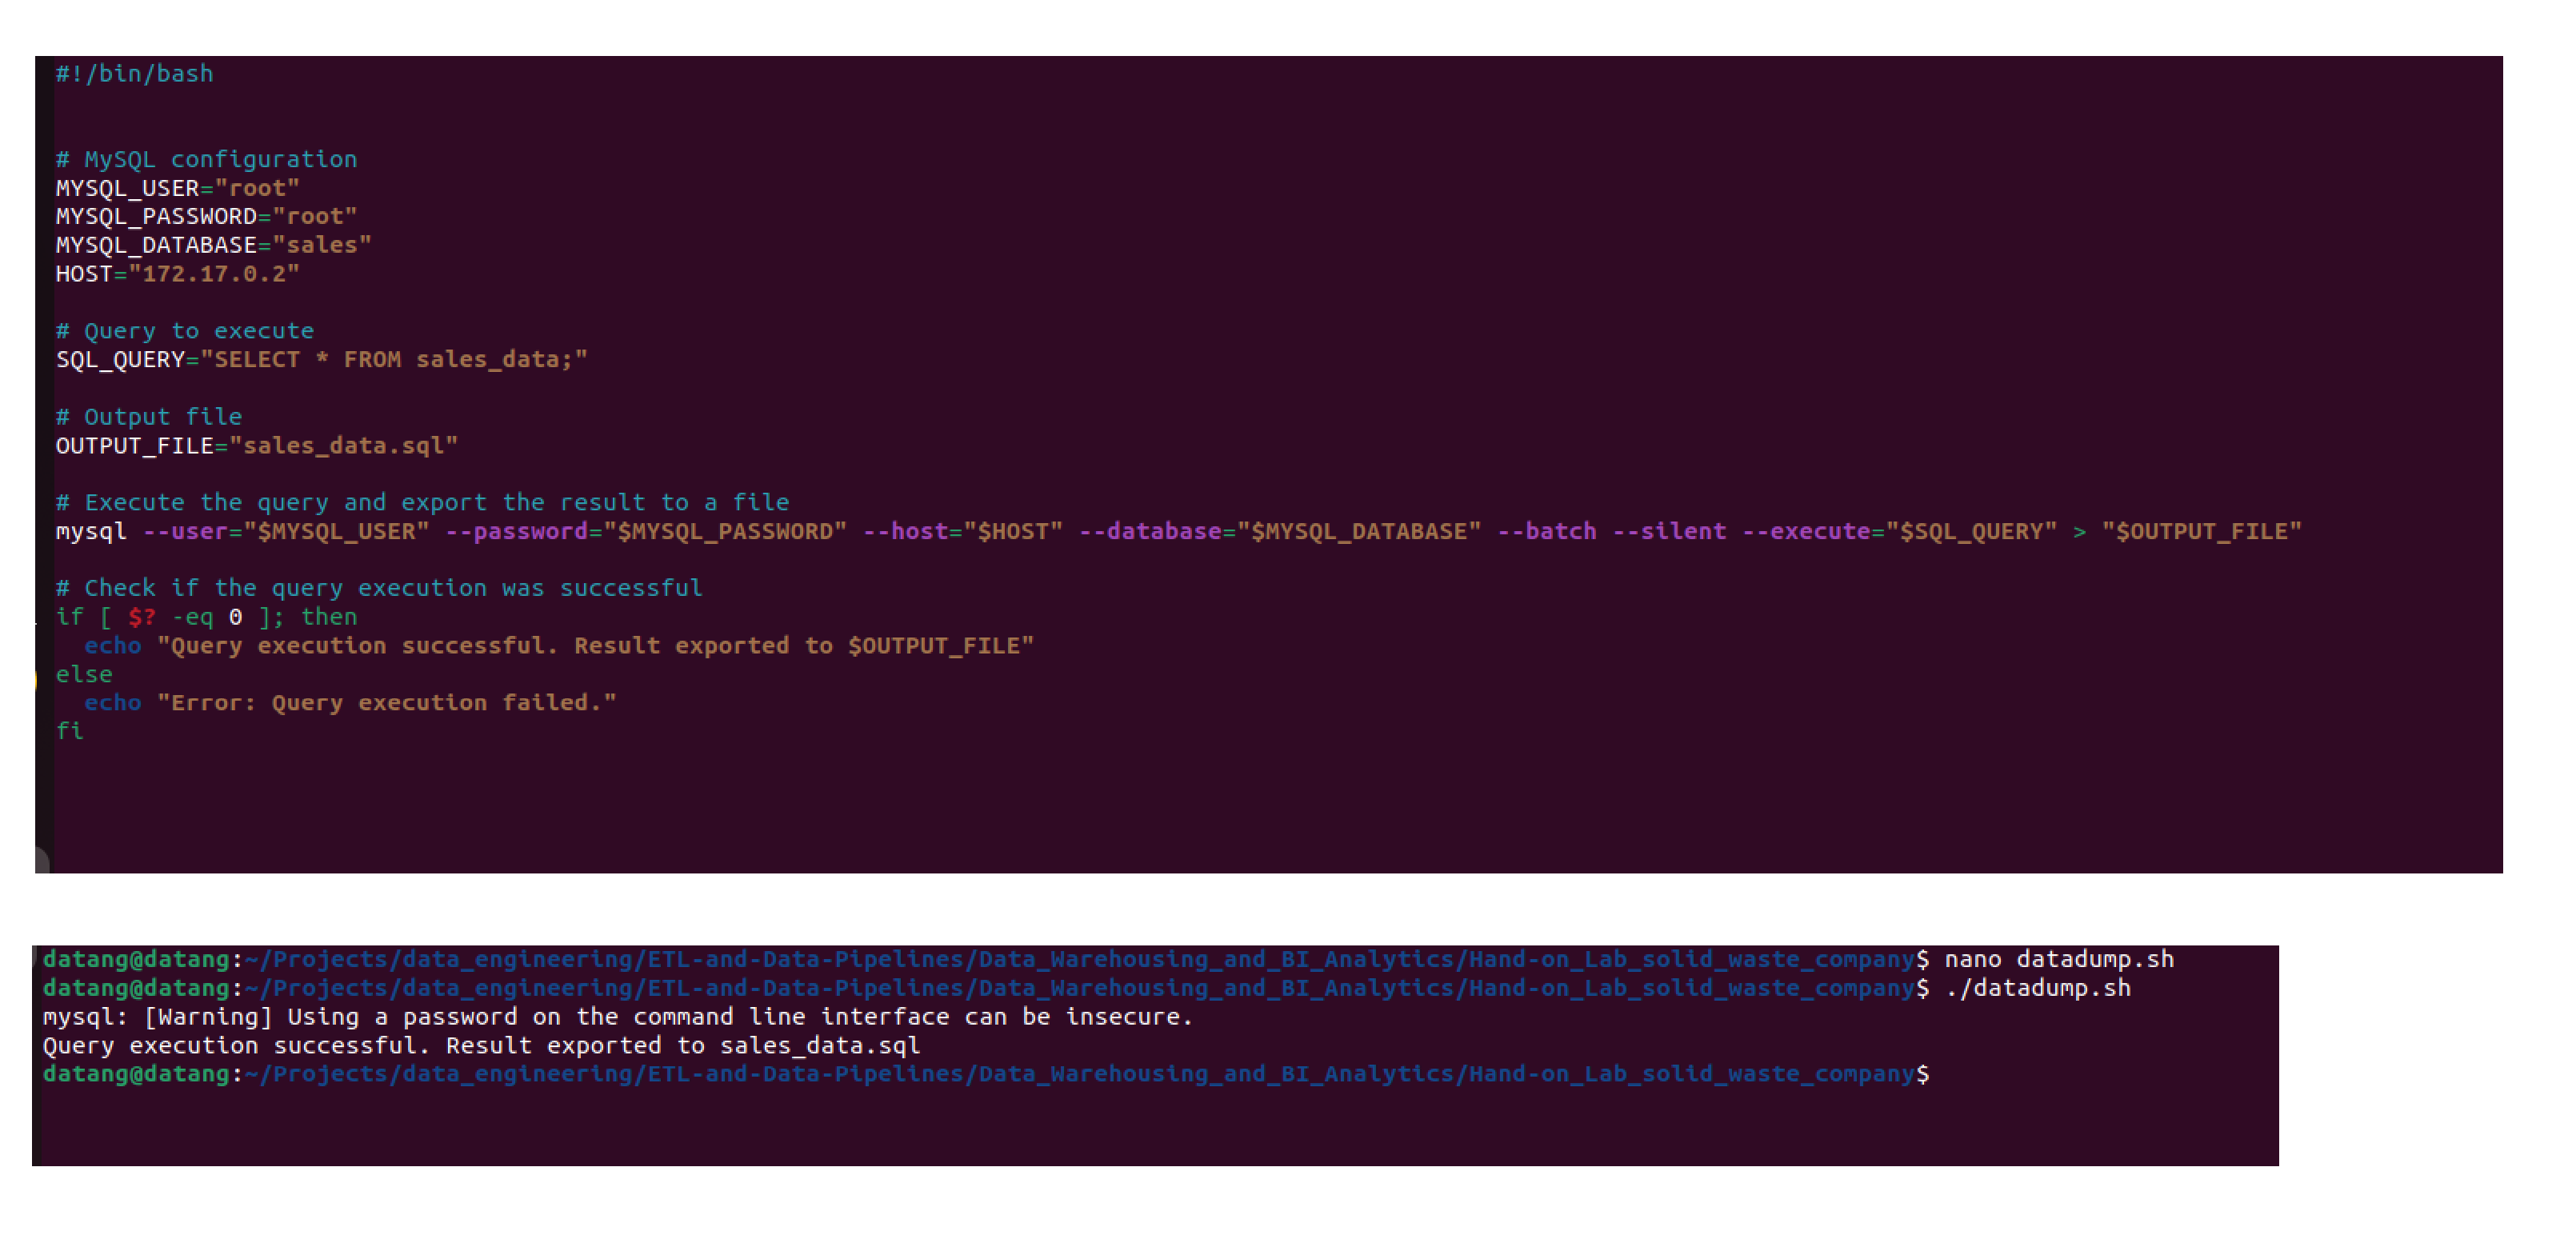 #!/bin/bash
# MySQL configuration
MYSQL_USER="root"
MYSQL_PASSWORD="root"
MYSQL_DATABASE="sales"
HOST="172.17.0.2"
# Query to execute
SQL_QUERY="SELECT * FROM sales_data;"
# Output file
OUTPUT_FILE="sales_data.sql"
# Execute the query and export the result to a file
mysql --user="$MYSQL_USER" --password="$MYSQL_PASSWORD" --host="$HOST" --database="$MYSQL_DATABASE" --batch --silent --execute="$SQL_QUERY" > "$OUTPUT_FILE"
# Check if the query execution was successful
if [ $? -eq 0 ]; then
  echo "Query execution successful. Result exported to $OUTPUT_FILE"
else
  echo "Error: Query execution failed."
fi
datang@datang:~/Projects/data_engineering/ETL-and-Data-Pipelines/Data_Warehousing_and_BI_Analytics/Hand-on_Lab_solid_waste_company$ nano datadump.sh
datang@datang:~/Projects/data_engineering/ETL-and-Data-Pipelines/Data_Warehousing_and_BI_Analytics/Hand-on_Lab_solid_waste_company$ ./datadump.sh
mysql: [Warning] Using a password on the command line interface can be insecure.
Query execution successful. Result exported to sales_data.sql
datang@datang:~/Projects/data_engineering/ETL-and-Data-Pipelines/Data_Warehousing_and_BI_Analytics/Hand-on_Lab_solid_waste_company$